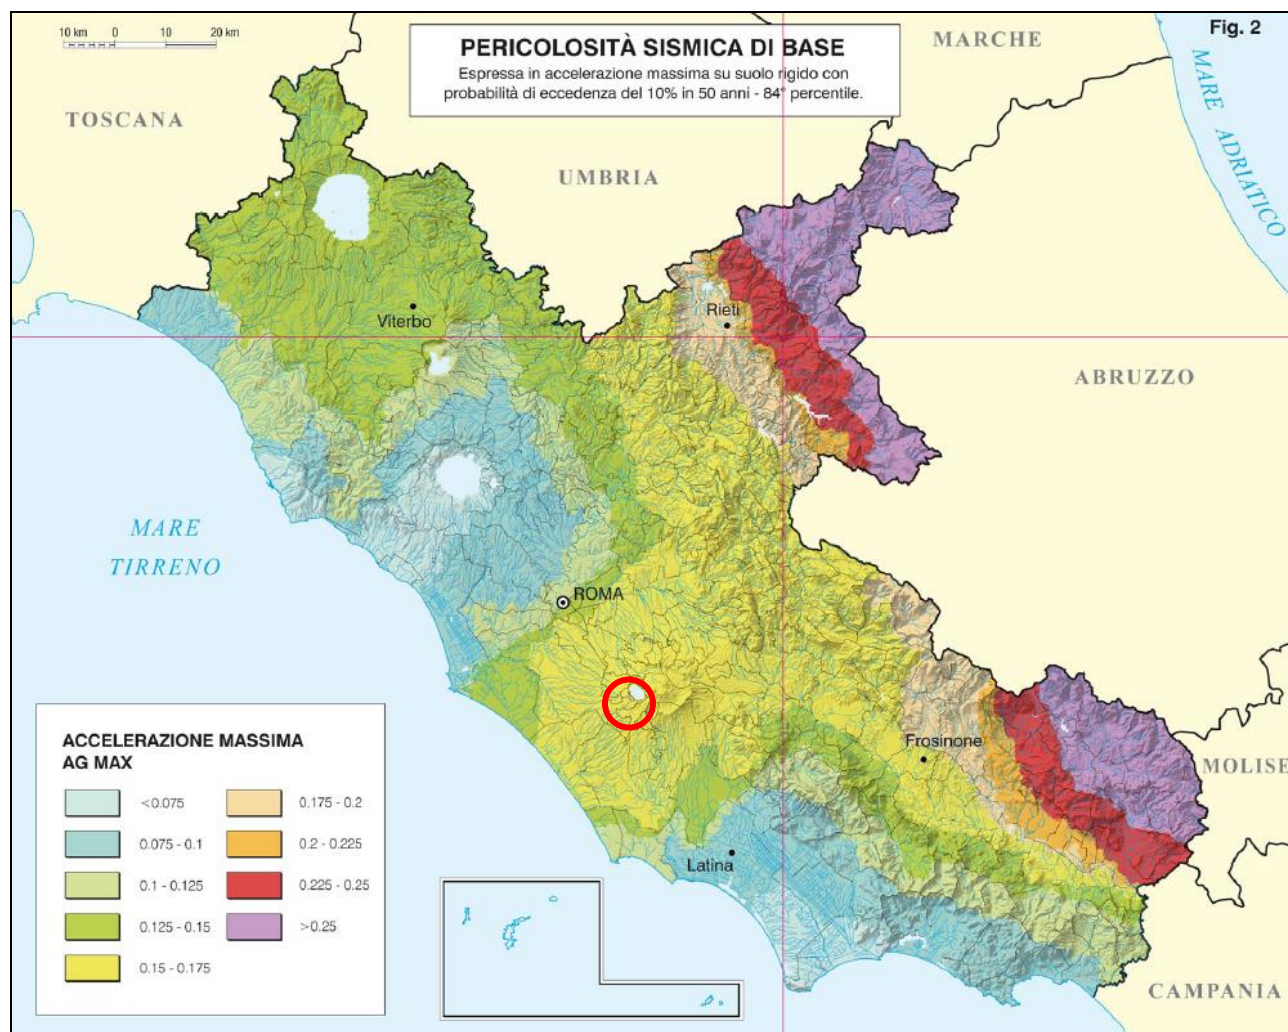 Fig. 2
10 km 0 10 20 km
PERICOLOSITÀ SISMICA DI BASE
Espressa in accelerazione massima su suolo rigido con
probabilità di eccedenza del 10% in 50 anni - 84° percentile.
MARCHE
TOSCANA
UMBRIA
MARE ADRIATICO
Viterbo
Rieti
ABRUZZO
MARE
TIRRENO
ROMA
Frosinone
MOLISE
Latina
CAMPANIA
ACCELERAZIONE MASSIMA
AG MAX
<0.075
0.075 - 0.1
0.1 - 0.125
0.125 - 0.15
0.15 - 0.175
0.175 - 0.2
0.2 - 0.225
0.225 - 0.25
>0.25